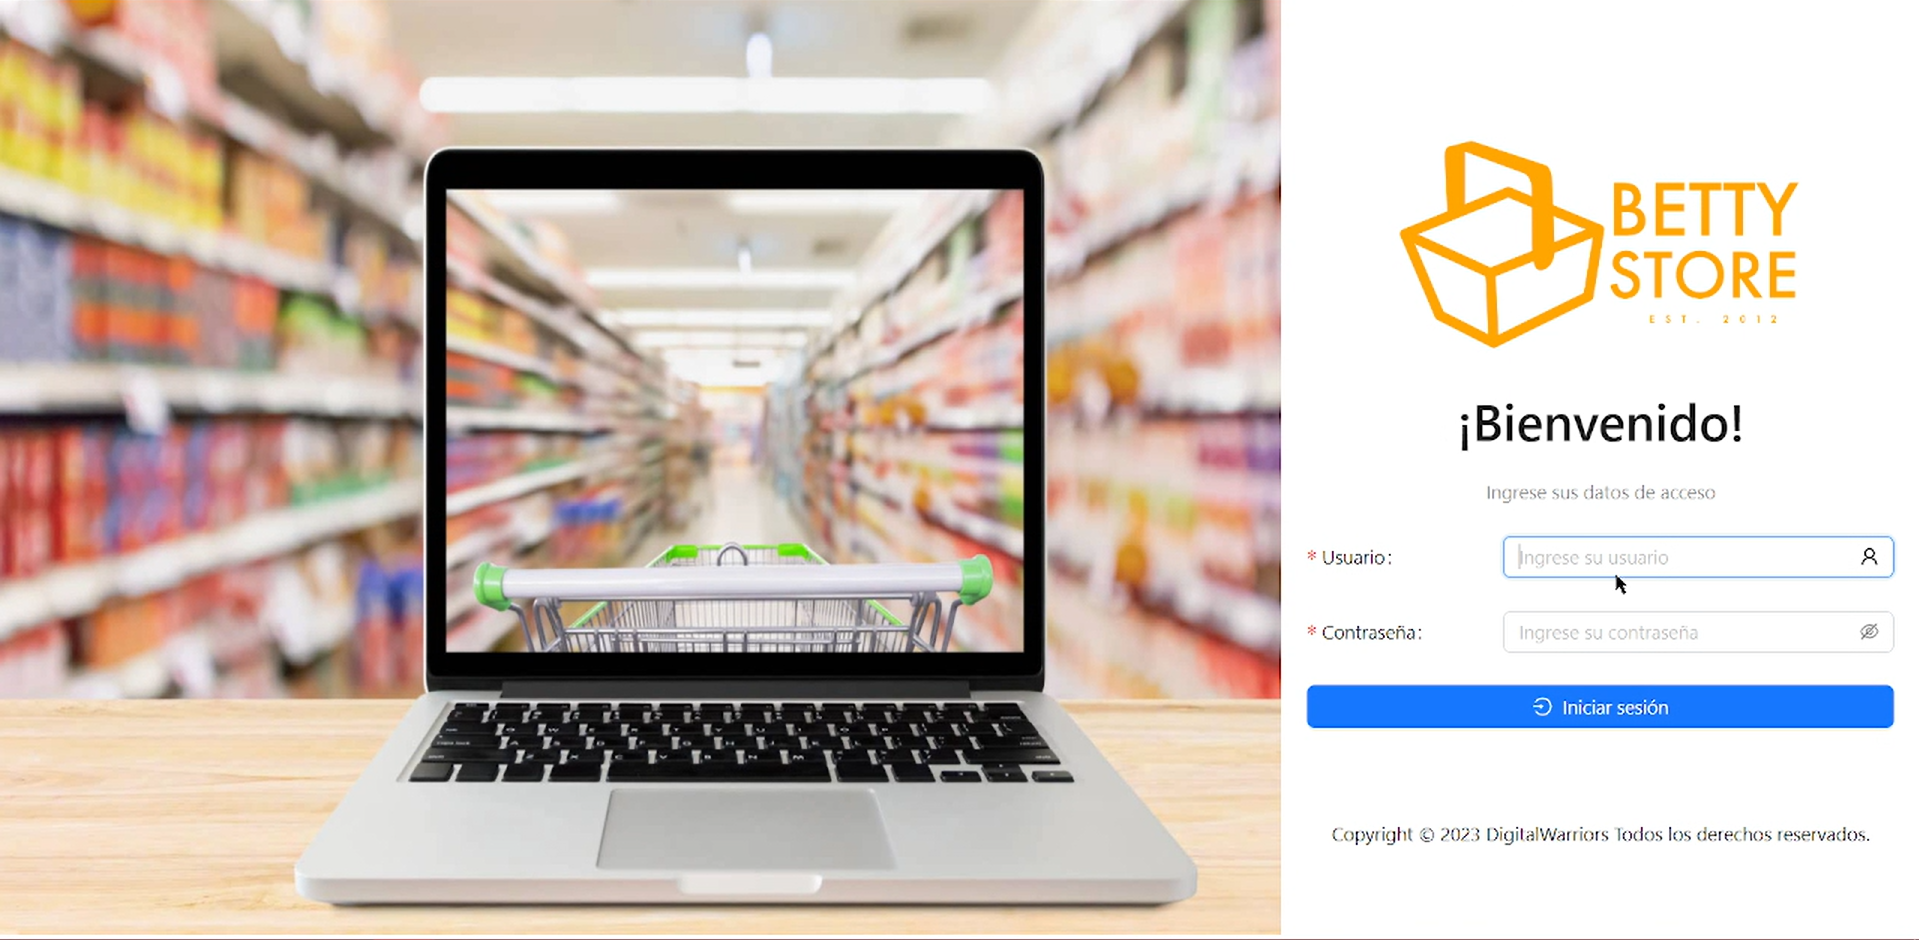 BETTY
STORE
EST. 2012
¡Bienvenido!
Ingrese sus datos de acceso
* Usuario:
Ingrese su usuario
* Contraseña:
Ingrese su contraseña
Iniciar sesión
Copyright © 2023 DigitalWarriors Todos los derechos reservados.